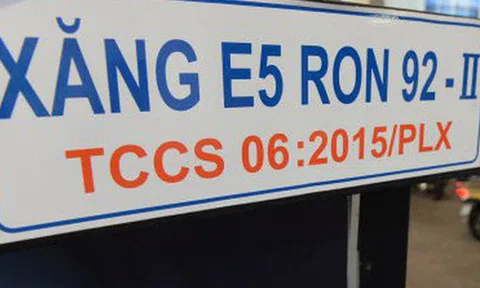 XĂNG E5 RON 92 - II
TCCS 06:2015/PLX